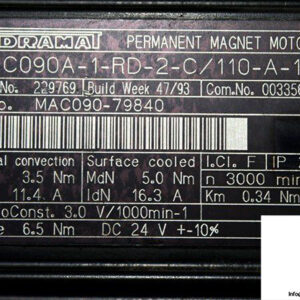 DRAMAT PERMANENT MAGNET MOTO
C090A-1-RD-2-C/110-A-1
229769 Build Week 47/93 Com. 003356
o. MAC090-79840
al convection Surface cooled I.Cl. F IP
3.5 Nm MdN 5.0 Nm n 3000 min
11.4 A IdN 16.3 A Km 0.34 Nm
oConst. 3.0 V/1000min-1
e 6.5 Nm DC 24 V +-10%